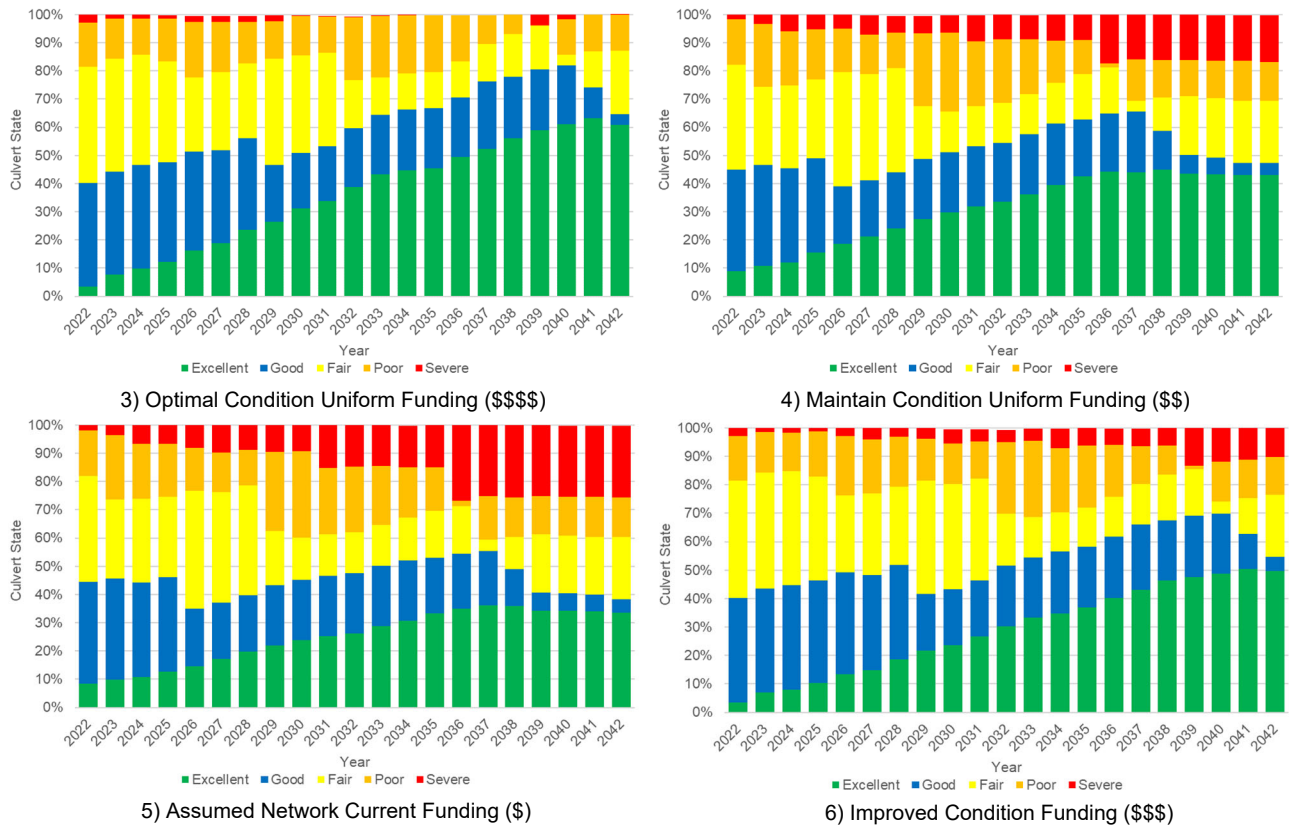 100%
90%
80%
70%
60%
50%
40%
30%
20%
10%
0%
Culvert State
2022 2023 2024 2025 2026 2027 2028 2029 2030 2031 2032 2033 2034 2035 2036 2037 2038 2039 2040 2041 2042
Year
Excellent Good Fair Poor Severe
3) Optimal Condition Uniform Funding ($$$$)
100%
90%
80%
70%
60%
50%
40%
30%
20%
10%
0%
Culvert State
2022 2023 2024 2025 2026 2027 2028 2029 2030 2031 2032 2033 2034 2035 2036 2037 2038 2039 2040 2041 2042
Year
Excellent Good Fair Poor Severe
4) Maintain Condition Uniform Funding ($$)
100%
90%
80%
70%
60%
50%
40%
30%
20%
10%
0%
Culvert State
2022 2023 2024 2025 2026 2027 2028 2029 2030 2031 2032 2033 2034 2035 2036 2037 2038 2039 2040 2041 2042
Year
Excellent Good Fair Poor Severe
5) Assumed Network Current Funding ($)
100%
90%
80%
70%
60%
50%
40%
30%
20%
10%
0%
Culvert State
2022 2023 2024 2025 2026 2027 2028 2029 2030 2031 2032 2033 2034 2035 2036 2037 2038 2039 2040 2041 2042
Year
Excellent Good Fair Poor Severe
6) Improved Condition Funding ($$$)